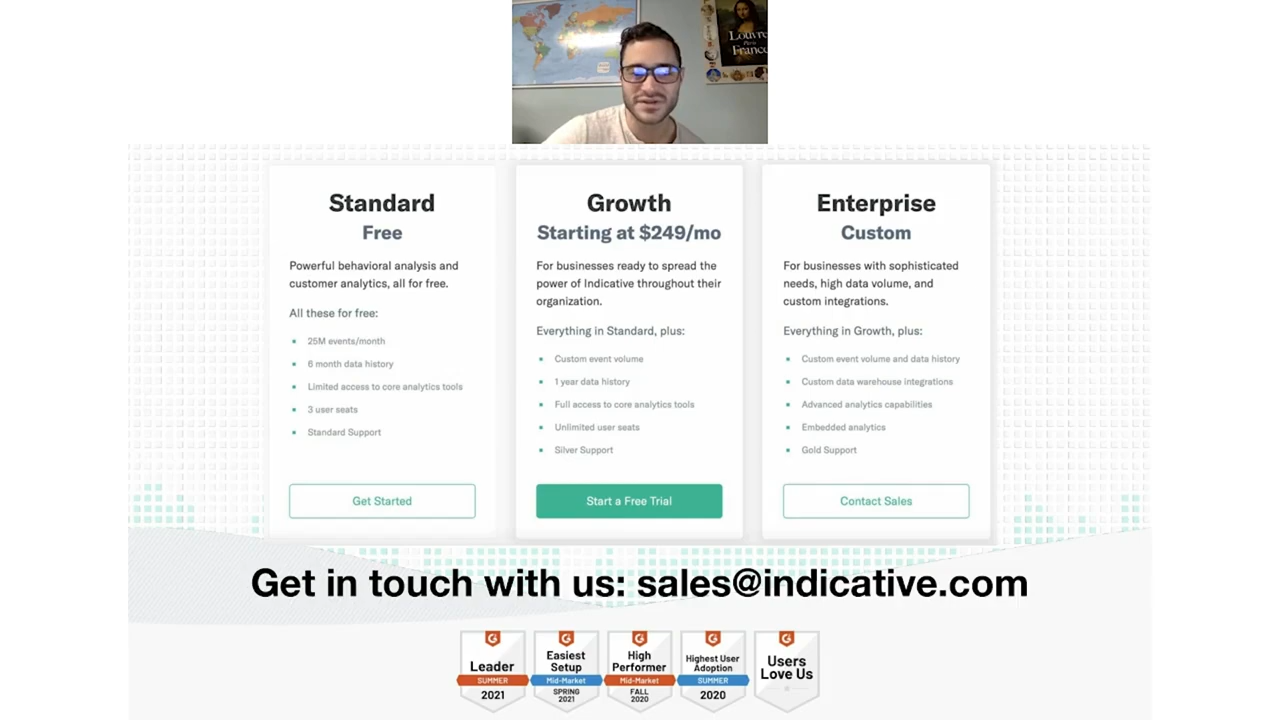 Louvre
Paris
France
Standard
Free
Powerful behavioral analysis and
customer analytics, all for free.
All these for free:
25M events/month
6 month data history
Limited access to core analytics tools
3 user seats
Standard Support
Get Started
Growth
Starting at $249/mo
For businesses ready to spread the
power of Indicative throughout their
organization.
Everything in Standard, plus:
Custom event volume
1 year data history
Full access to core analytics tools
Unlimited user seats
Silver Support
Start a Free Trial
Enterprise
Custom
For businesses with sophisticated
needs, high data volume, and
custom integrations.
Everything in Growth, plus:
Custom event volume and data history
Custom data warehouse integrations
Advanced analytics capabilities
Embedded analytics
Gold Support
Contact Sales
Get in touch with us: sales@indicative.com
Leader
SUMMER
2021
Easiest
Setup
Mid-Market
SPRING
2021
High
Performer
Mid-Market
FALL
2020
Highest User
Adoption
SUMMER
2020
Users
Love Us